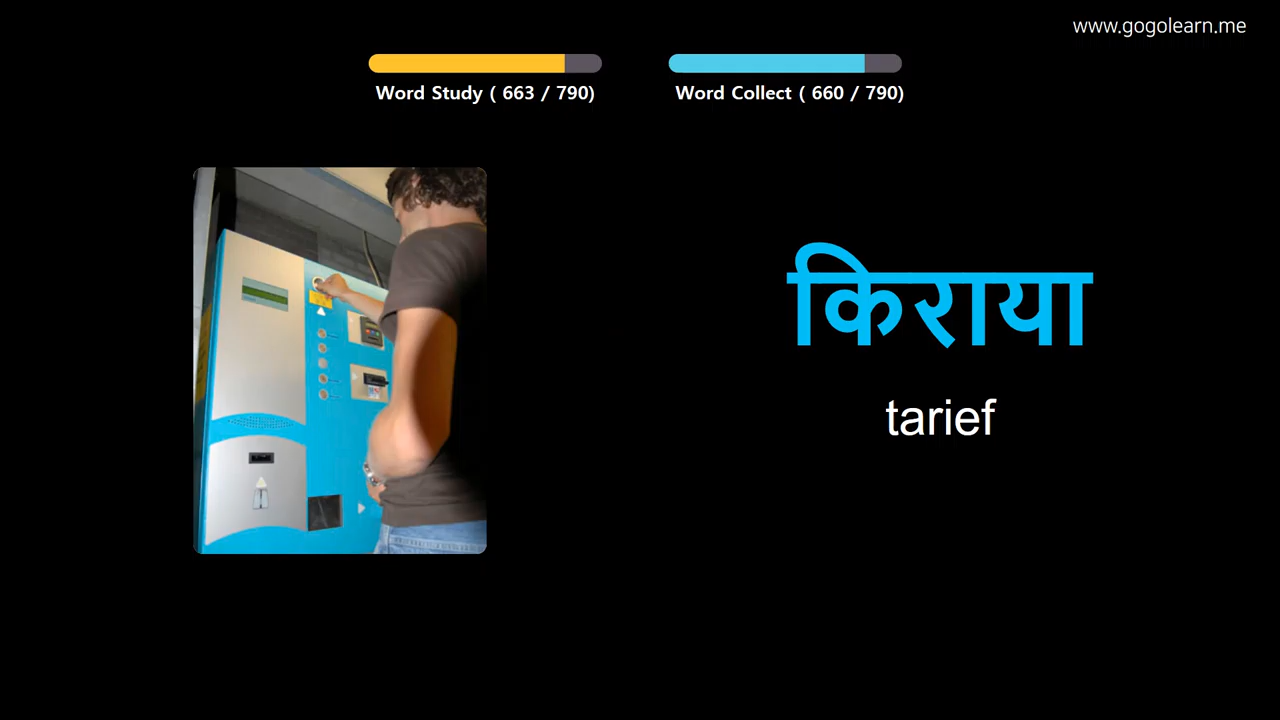 www.gogolearn.me
Word Study ( 663 / 790)
Word Collect ( 660 / 790)
किराया
tarief